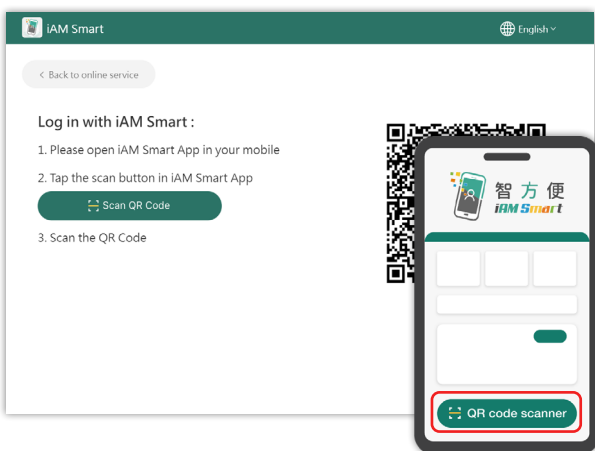 iAM Smart
English
Back to online service
Log in with iAM Smart :
1. Please open iAM Smart App in your mobile
2. Tap the scan button in iAM Smart App
Scan QR Code
3. Scan the QR Code
智方便
iAM Smart
QR code scanner